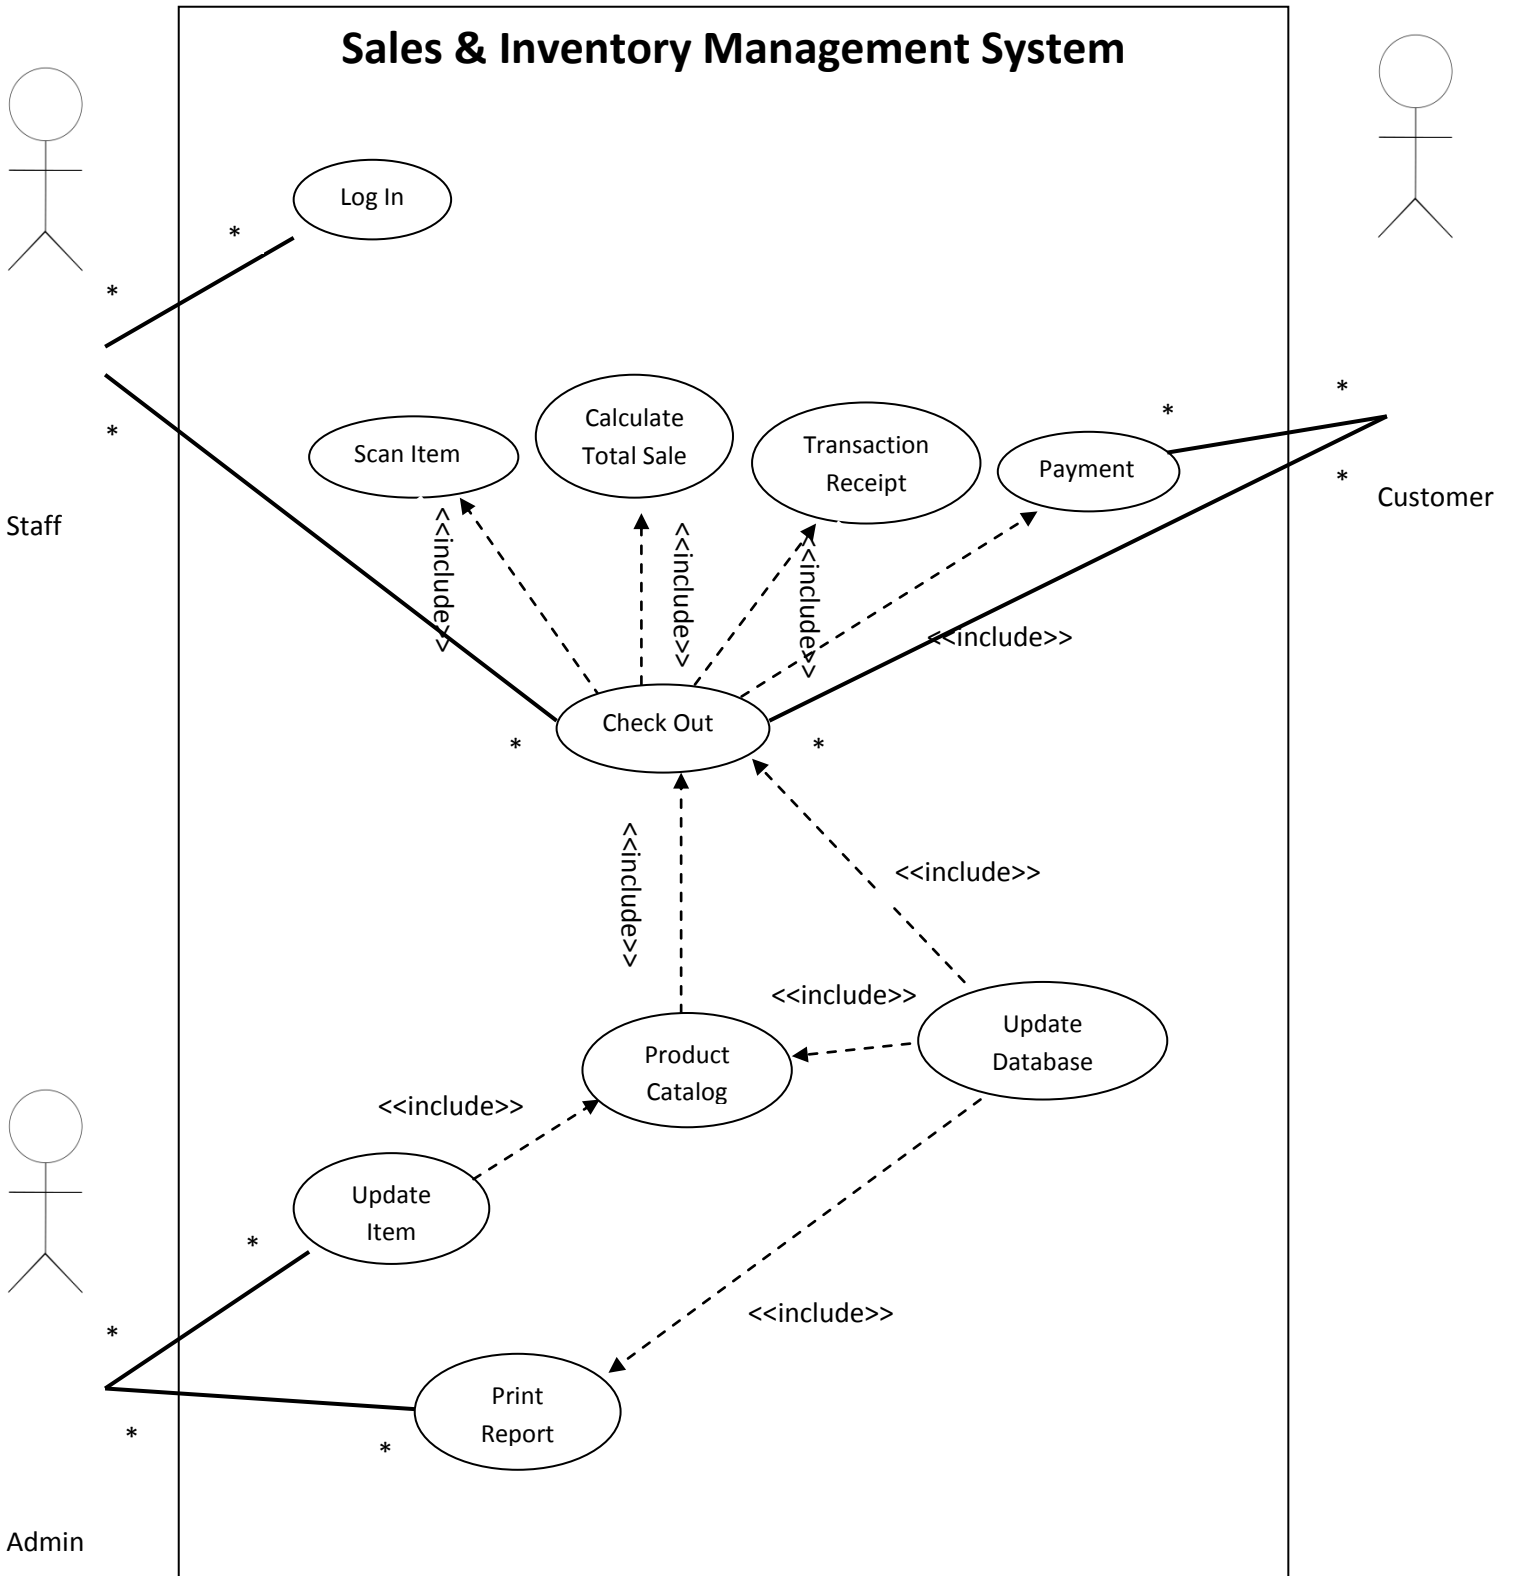 Sales & Inventory Management System
Log In
*
*
*
*
*
Calculate
Total Sale
Transaction
Receipt
Scan Item
Payment
*
Customer
Staff
<<include>>
<<include>>
<<include>>
<<include>>
Check Out
*
*
<<include>>
<<include>>
<<include>>
Update
Database
Product
Catalog
<<include>>
Update
Item
*
<<include>>
*
Print
Report
*
*
Admin